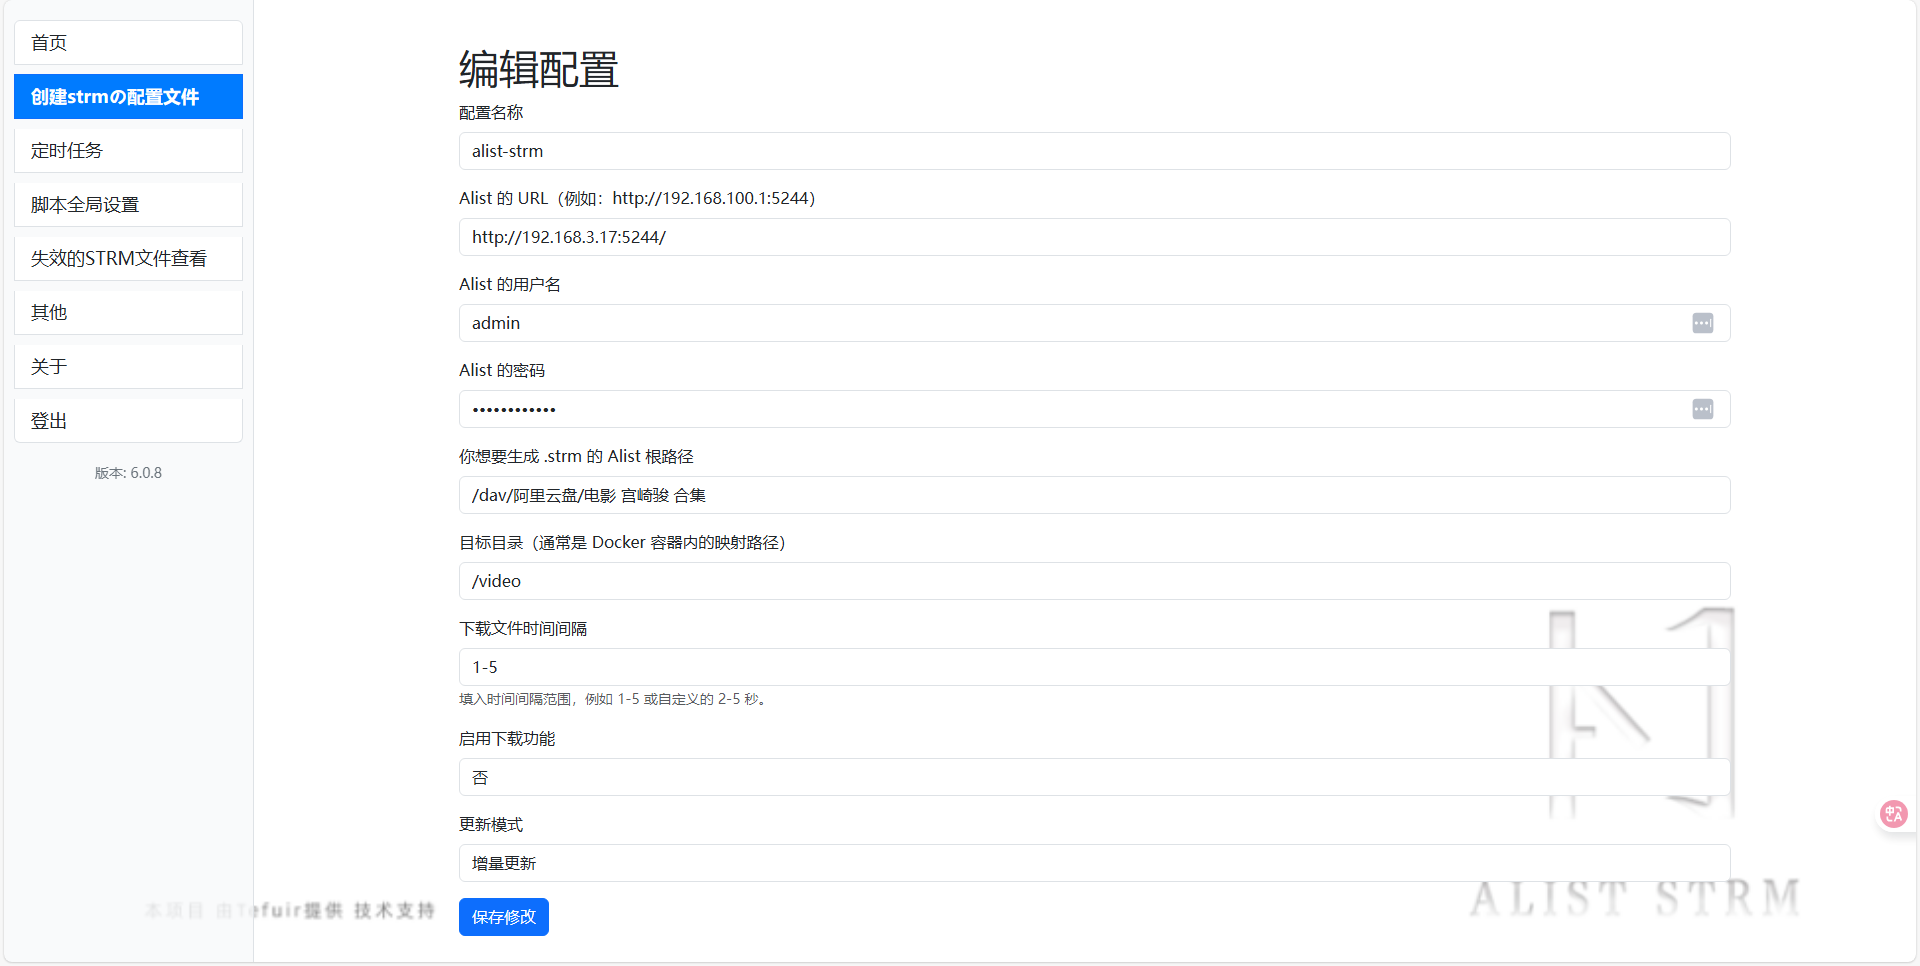 首页
创建strmの配置文件
定时任务
脚本全局设置
失效的STRM文件查看
其他
关于
登出
版本: 6.0.8
编辑配置
配置名称
alist-strm
Alist 的 URL（例如：http://192.168.100.1:5244）
http://192.168.3.17:5244/
Alist 的用户名
admin
Alist 的密码
••••••••••••
你想要生成 .strm 的 Alist 根路径
/dav/阿里云盘/电影 宫崎骏 合集
目标目录（通常是 Docker 容器内的映射路径）
/video
下载文件时间间隔
1-5
填入时间间隔范围，例如 1-5 或自定义的 2-5 秒。
启用下载功能
否
更新模式
增量更新
保存修改
本项目 由Tefuir提供 技术支持
ALIST STRM